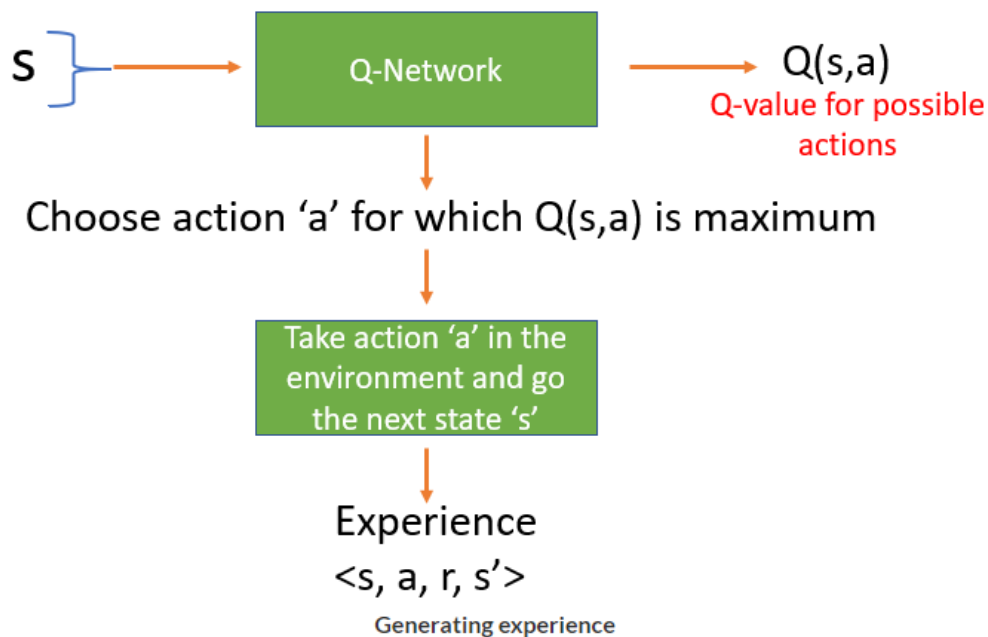 s
Q-Network
Q(s,a)
Q-value for possible
actions
Choose action ‘a’ for which Q(s,a) is maximum
Take action ‘a’ in the
environment and go
the next state ‘s’
Experience
<s, a, r, s’>
Generating experience